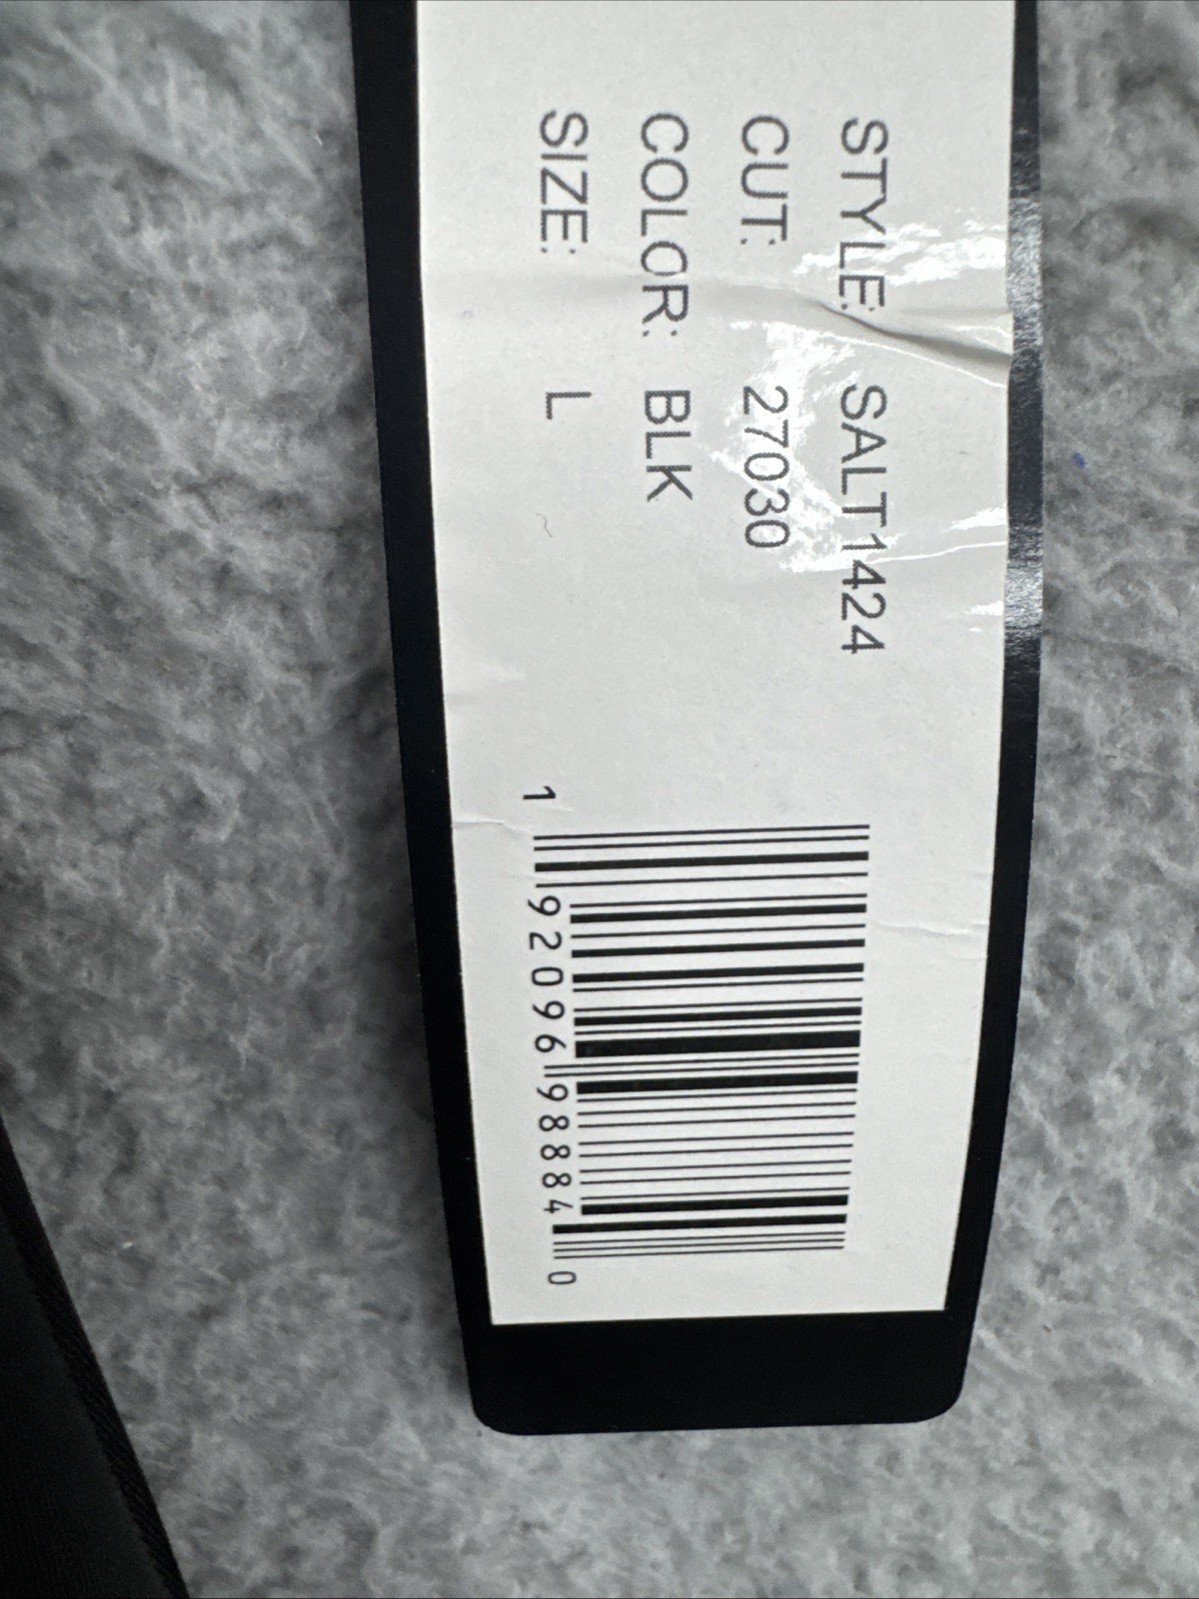 STYLE: SALT1424
CUT: 27030
COLOR: BLK
SIZE: L
1 92096 98884 0